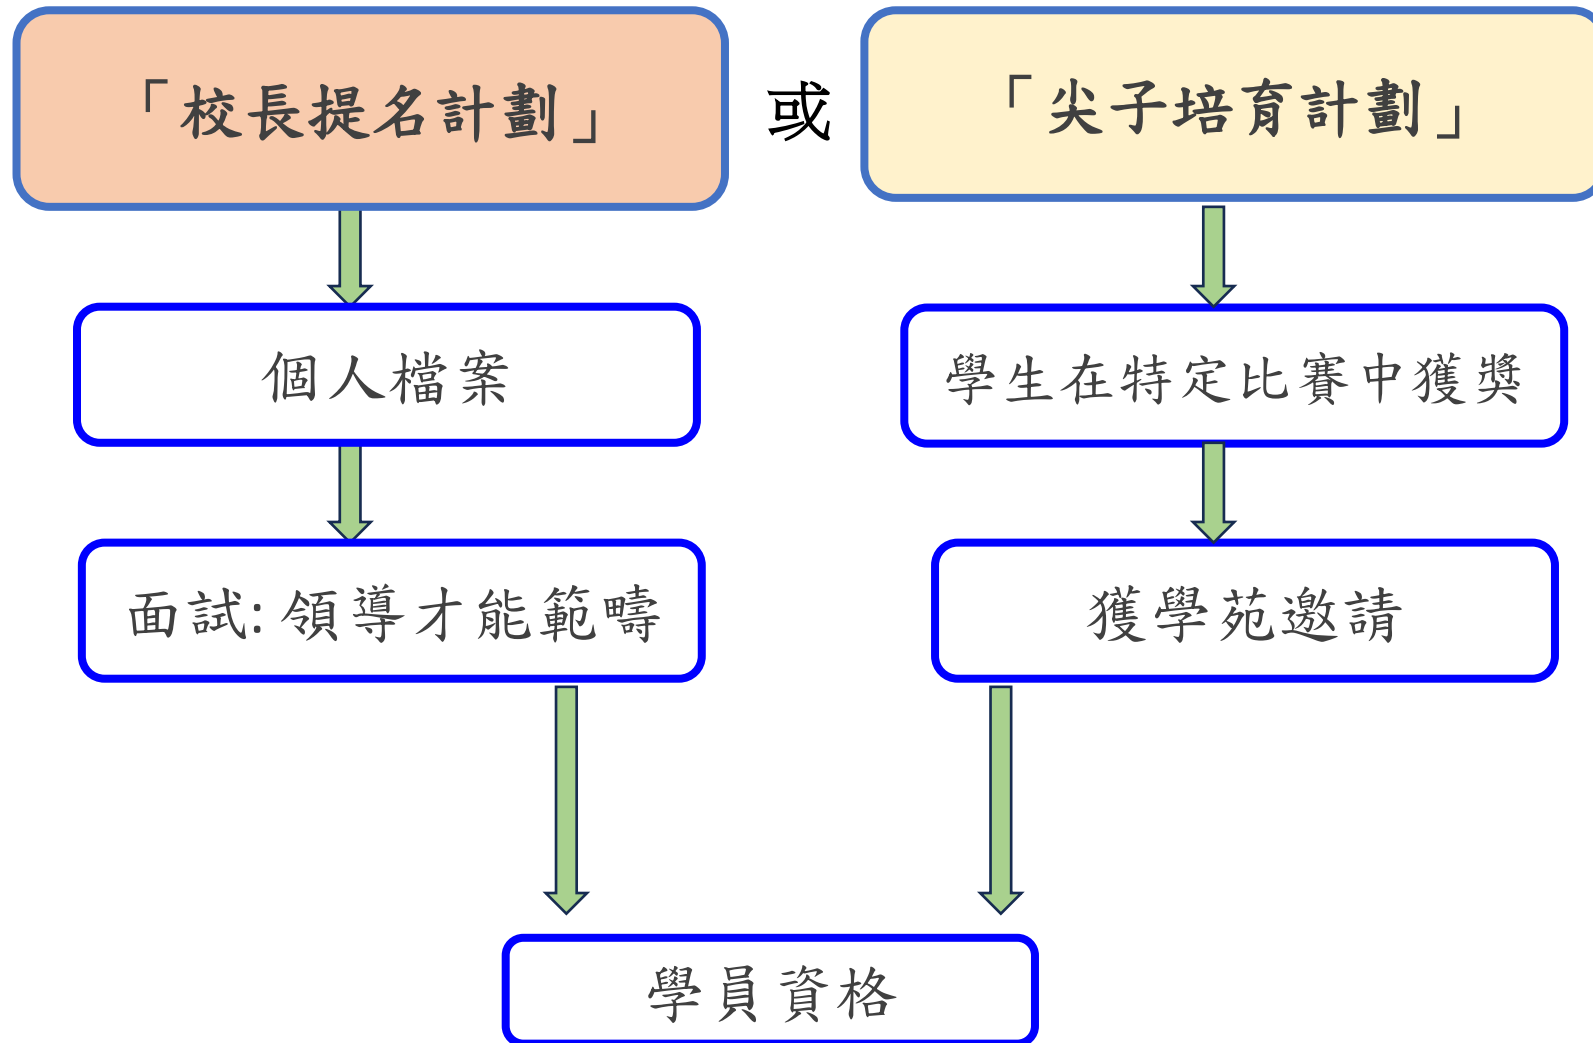 「校長提名計劃」
或
「尖子培育計劃」
個人檔案
學生在特定比賽中獲獎
面試: 領導才能範疇
獲學苑邀請
學員資格